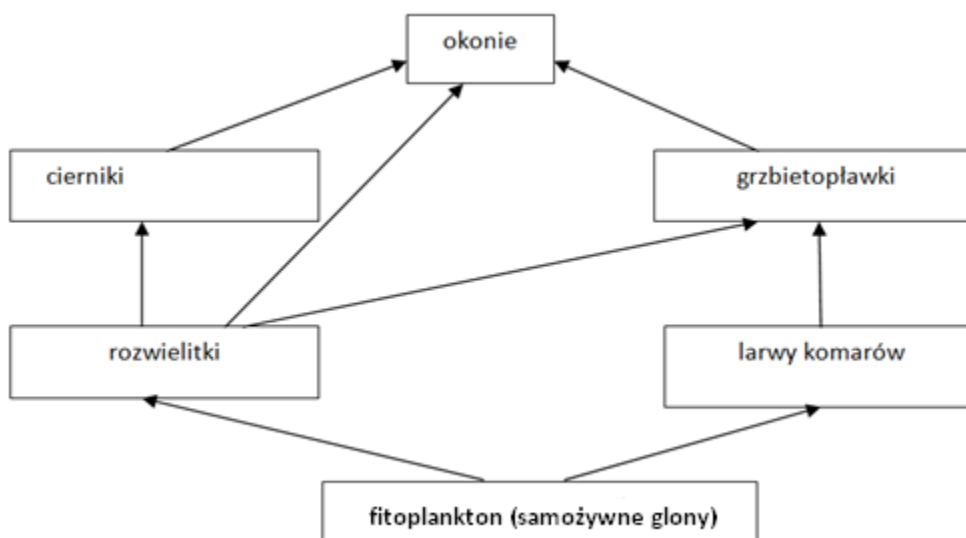 okonie
cierniki
grzbietopławki
rozwielitki
larwy komarów
fitoplankton (samożywne glony)